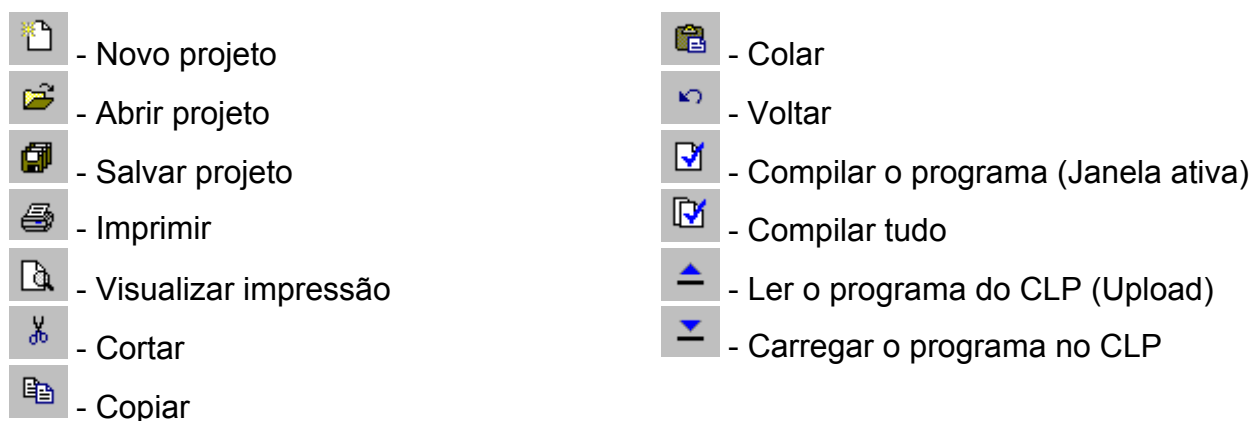 - Novo projeto
- Abrir projeto
- Salvar projeto
- Imprimir
- Visualizar impressão
- Cortar
- Copiar
- Colar
- Voltar
- Compilar o programa (Janela ativa)
- Compilar tudo
- Ler o programa do CLP (Upload)
- Carregar o programa no CLP